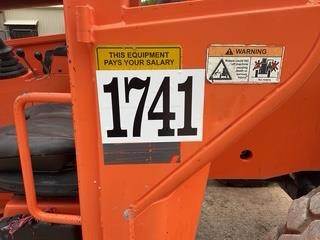 THIS EQUIPMENT
PAYS YOUR SALARY
1741
WARNING